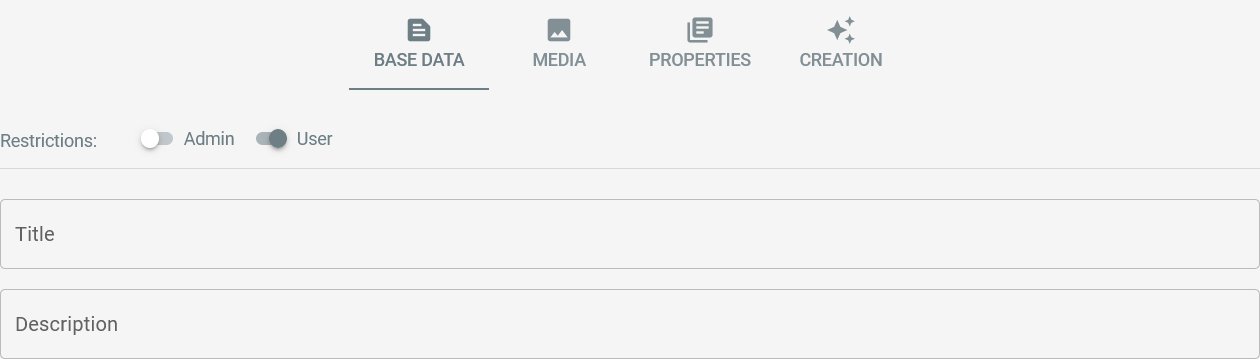 BASE DATA MEDIA PROPERTIES CREATION
Restrictions: Admin User
Title
Description